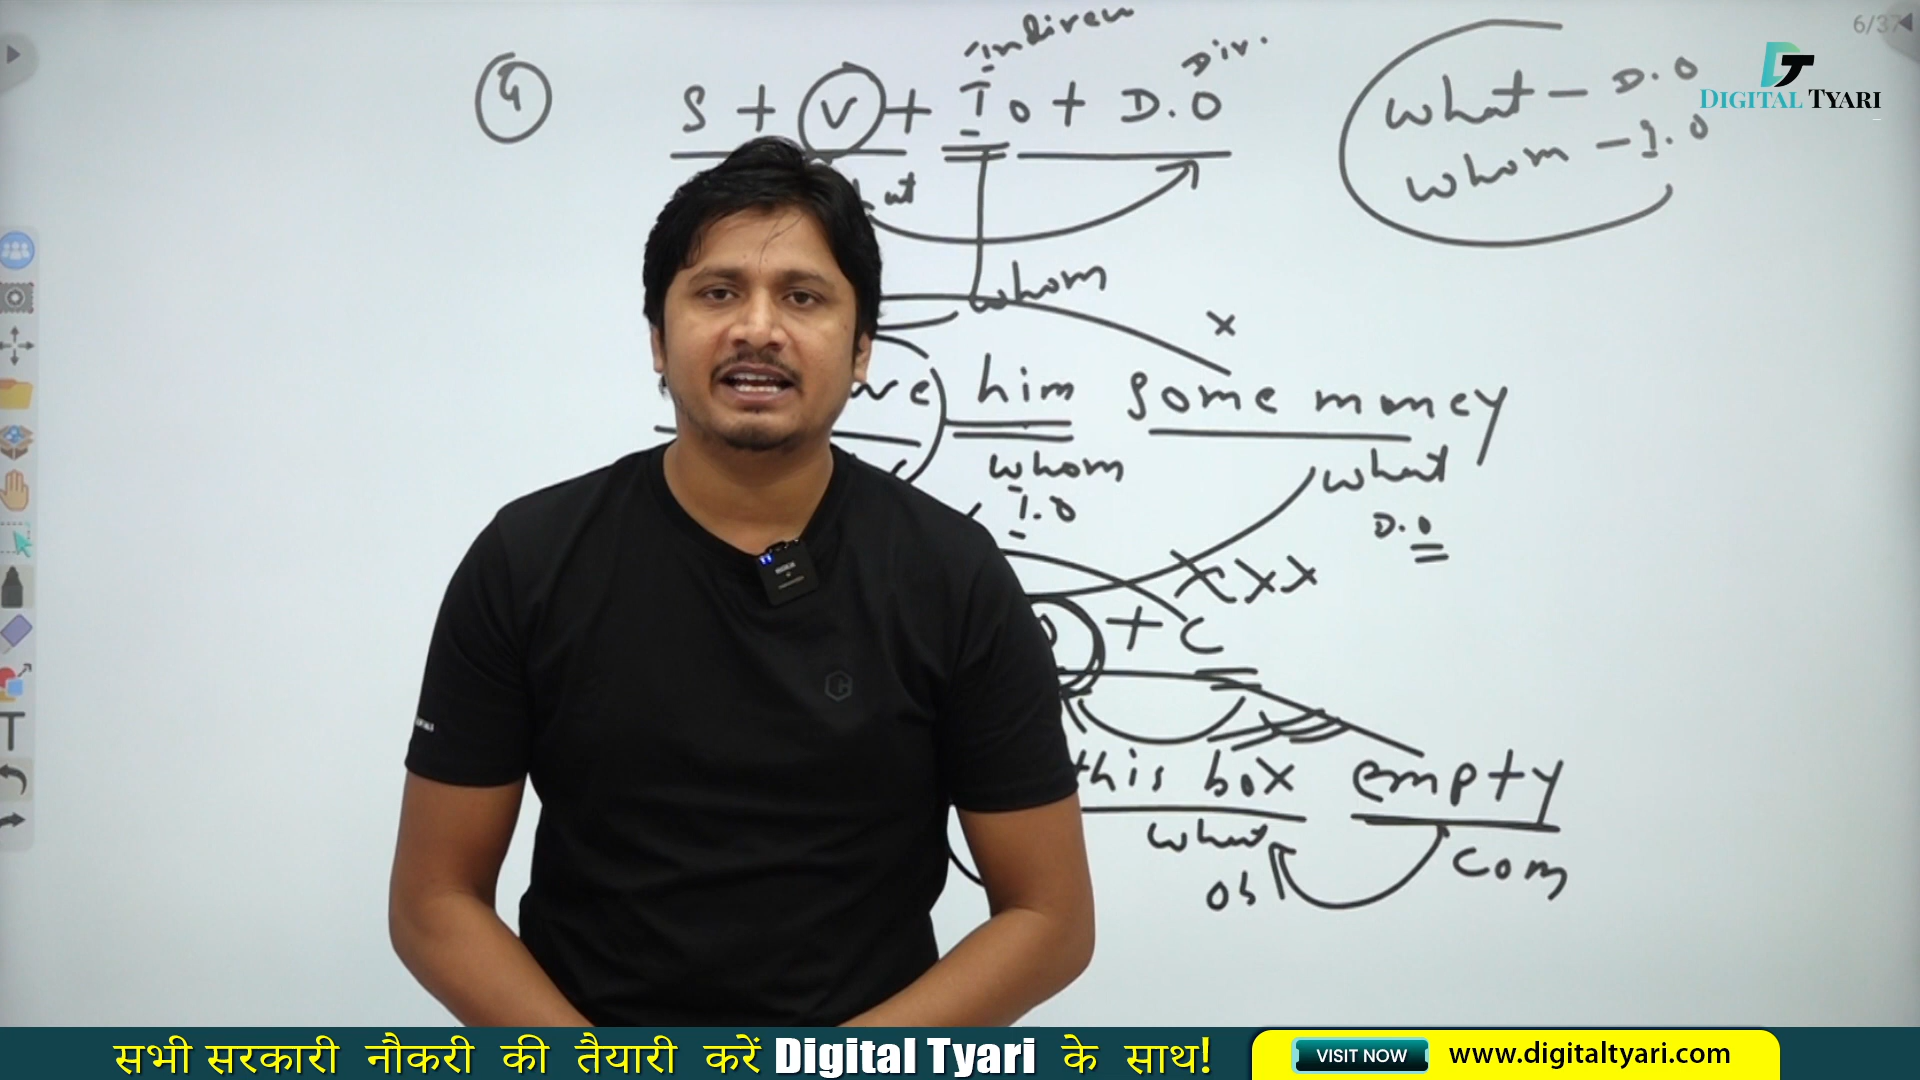 6/37
Indirect
Dir.
4
S + V + I o + D.O
what – D.O
whom – I.O
DIGITAL TYARI
whom
him some money
whom
what
I.O
D.O
x x x
+ C
this box empty
what
ob
com
T
सभी सरकारी नौकरी की तैयारी करें Digital Tyari के साथ!
VISIT NOW
www.digitaltyari.com